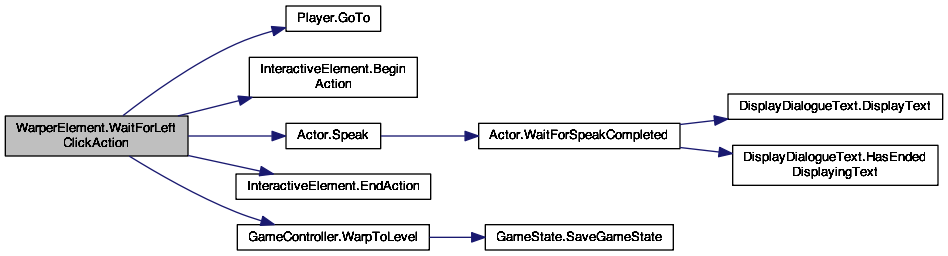 Player.GoTo
InteractiveElement.Begin
Action
WarperElement.WaitForLeft
ClickAction
Actor.Speak
Actor.WaitForSpeakCompleted
DisplayDialogueText.DisplayText
DisplayDialogueText.HasEnded
DisplayingText
InteractiveElement.EndAction
GameController.WarpToLevel
GameState.SaveGameState